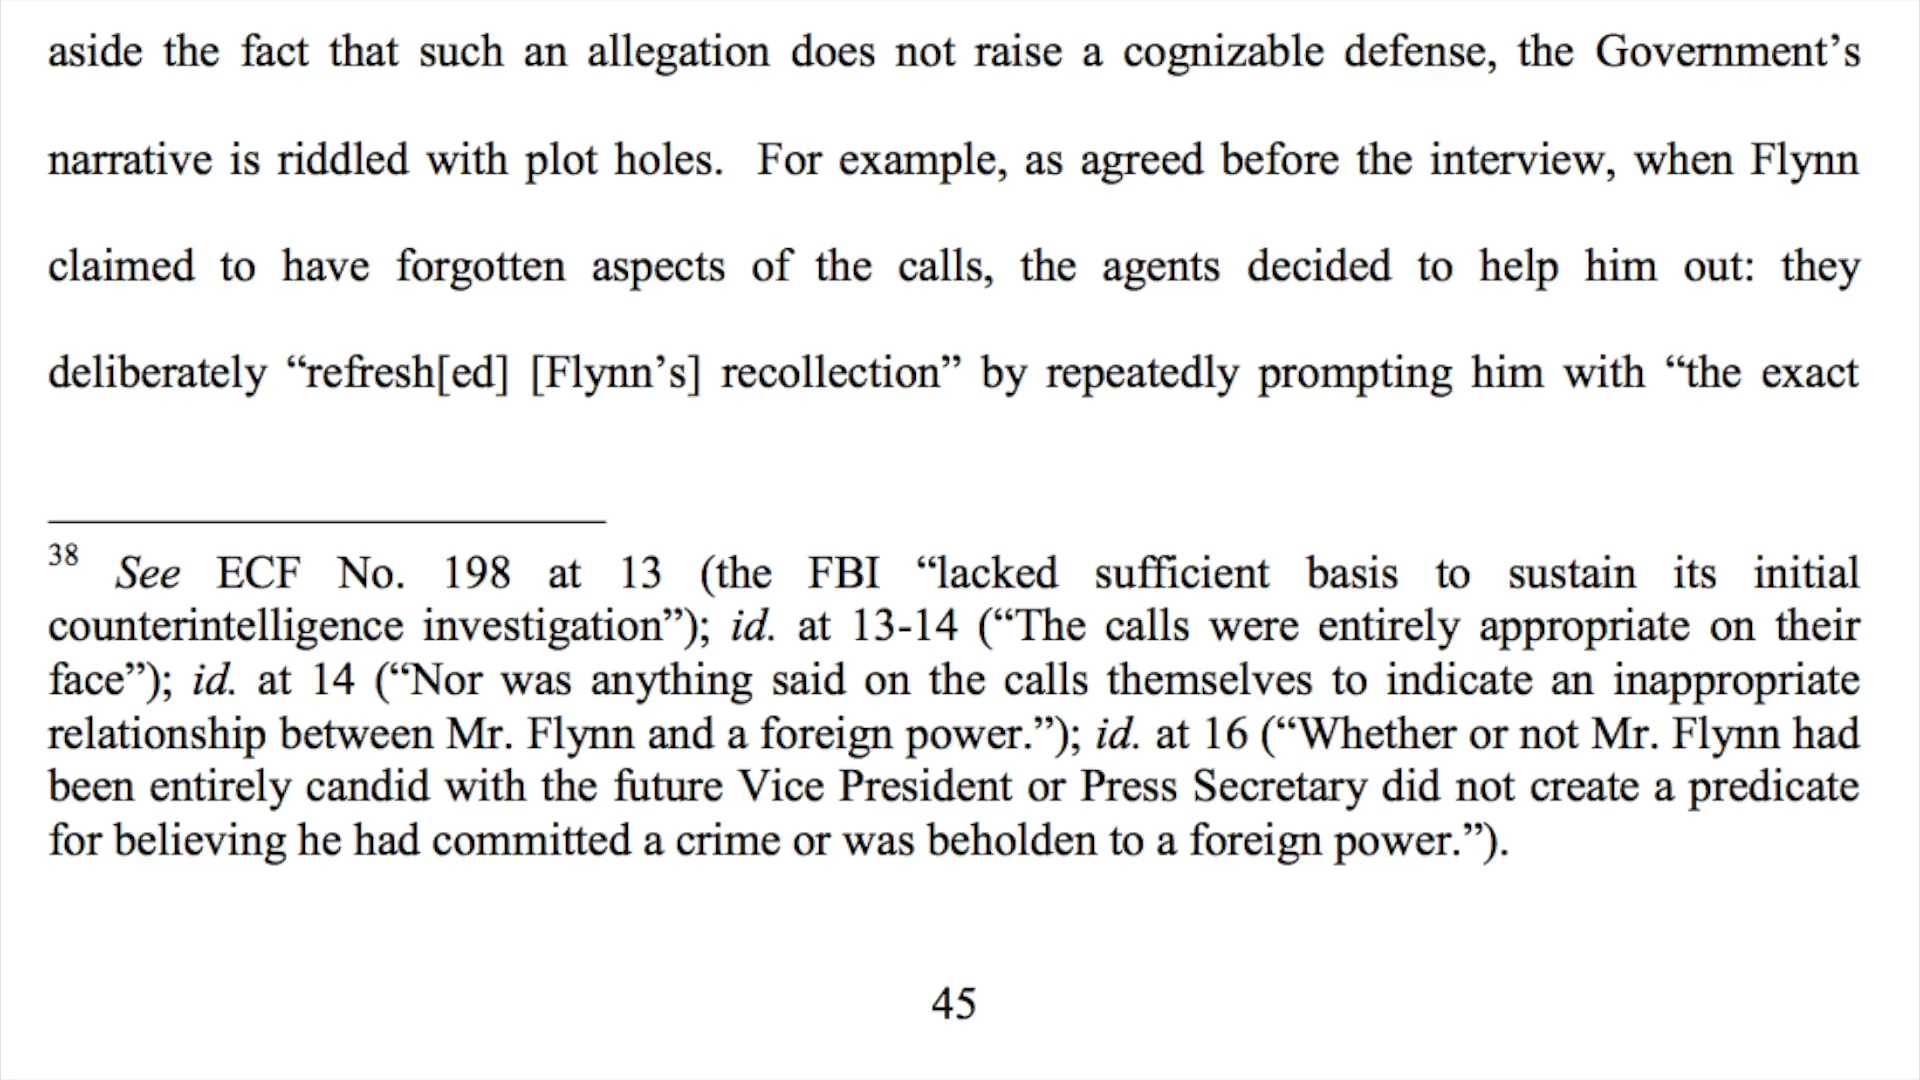 aside the fact that such an allegation does not raise a cognizable defense, the Government’s
narrative is riddled with plot holes.  For example, as agreed before the interview, when Flynn
claimed to have forgotten aspects of the calls, the agents decided to help him out: they
deliberately “refresh[ed] [Flynn’s] recollection” by repeatedly prompting him with “the exact
38 See ECF No. 198 at 13 (the FBI “lacked sufficient basis to sustain its initial
counterintelligence investigation”); id. at 13-14 (“The calls were entirely appropriate on their
face”); id. at 14 (“Nor was anything said on the calls themselves to indicate an inappropriate
relationship between Mr. Flynn and a foreign power.”); id. at 16 (“Whether or not Mr. Flynn had
been entirely candid with the future Vice President or Press Secretary did not create a predicate
for believing he had committed a crime or was beholden to a foreign power.”).
45